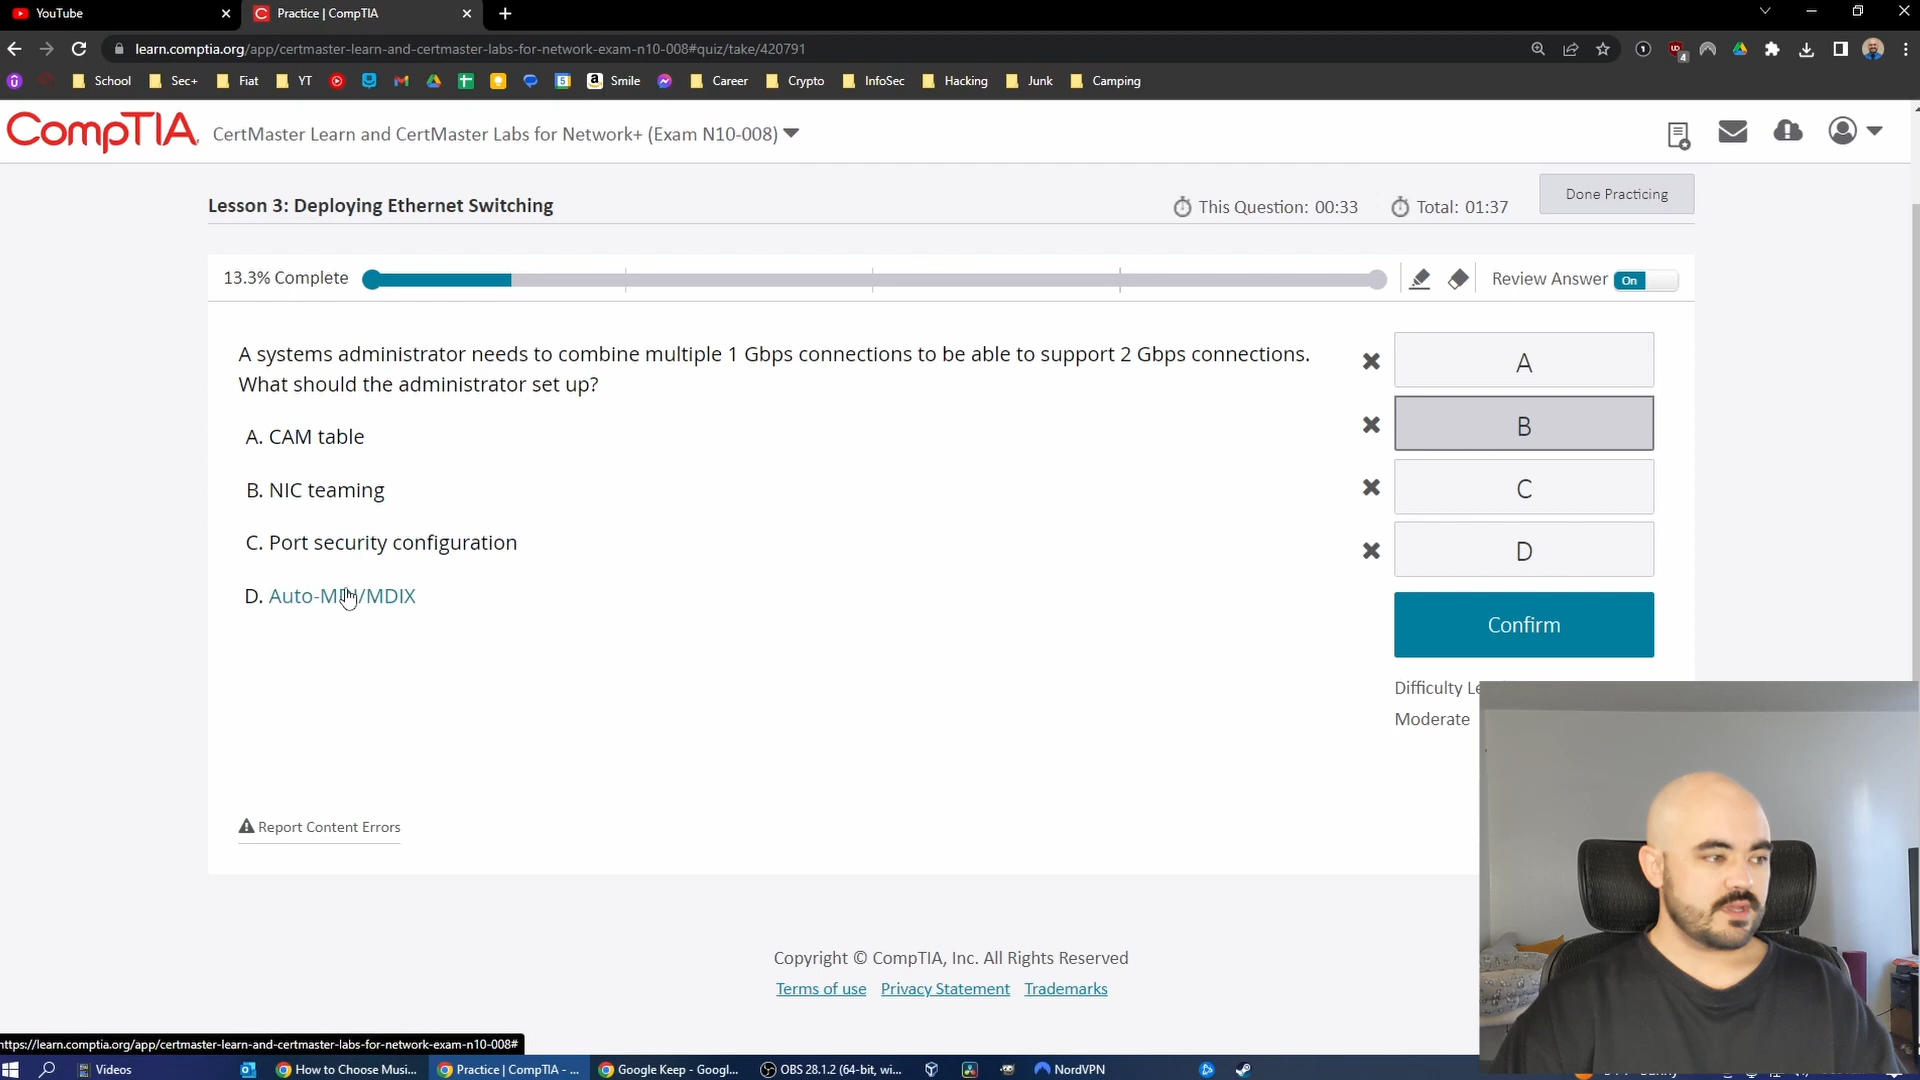 YouTube
Practice | CompTIA
learn.comptia.org/app/certmaster-learn-and-certmaster-labs-for-network-exam-n10-008#quiz/take/420791
School Sec+ Fiat YT Smile Career Crypto InfoSec Hacking Junk Camping
CompTIA. CertMaster Learn and CertMaster Labs for Network+ (Exam N10-008)
Lesson 3: Deploying Ethernet Switching
This Question: 00:33 Total: 01:37 Done Practicing
13.3% Complete
Review Answer On
A systems administrator needs to combine multiple 1 Gbps connections to be able to support 2 Gbps connections.
What should the administrator set up?
A. CAM table
B. NIC teaming
C. Port security configuration
D. Auto-MDI/MDIX
A
B
C
D
Confirm
Difficulty
Moderate
Report Content Errors
Copyright © CompTIA, Inc. All Rights Reserved
Terms of use Privacy Statement Trademarks
https://learn.comptia.org/app/certmaster-learn-and-certmaster-labs-for-network-exam-n10-008#
Videos How to Choose Musi... Practice | CompTIA - ... Google Keep - Googl... OBS 28.1.2 (64-bit, wi... NordVPN